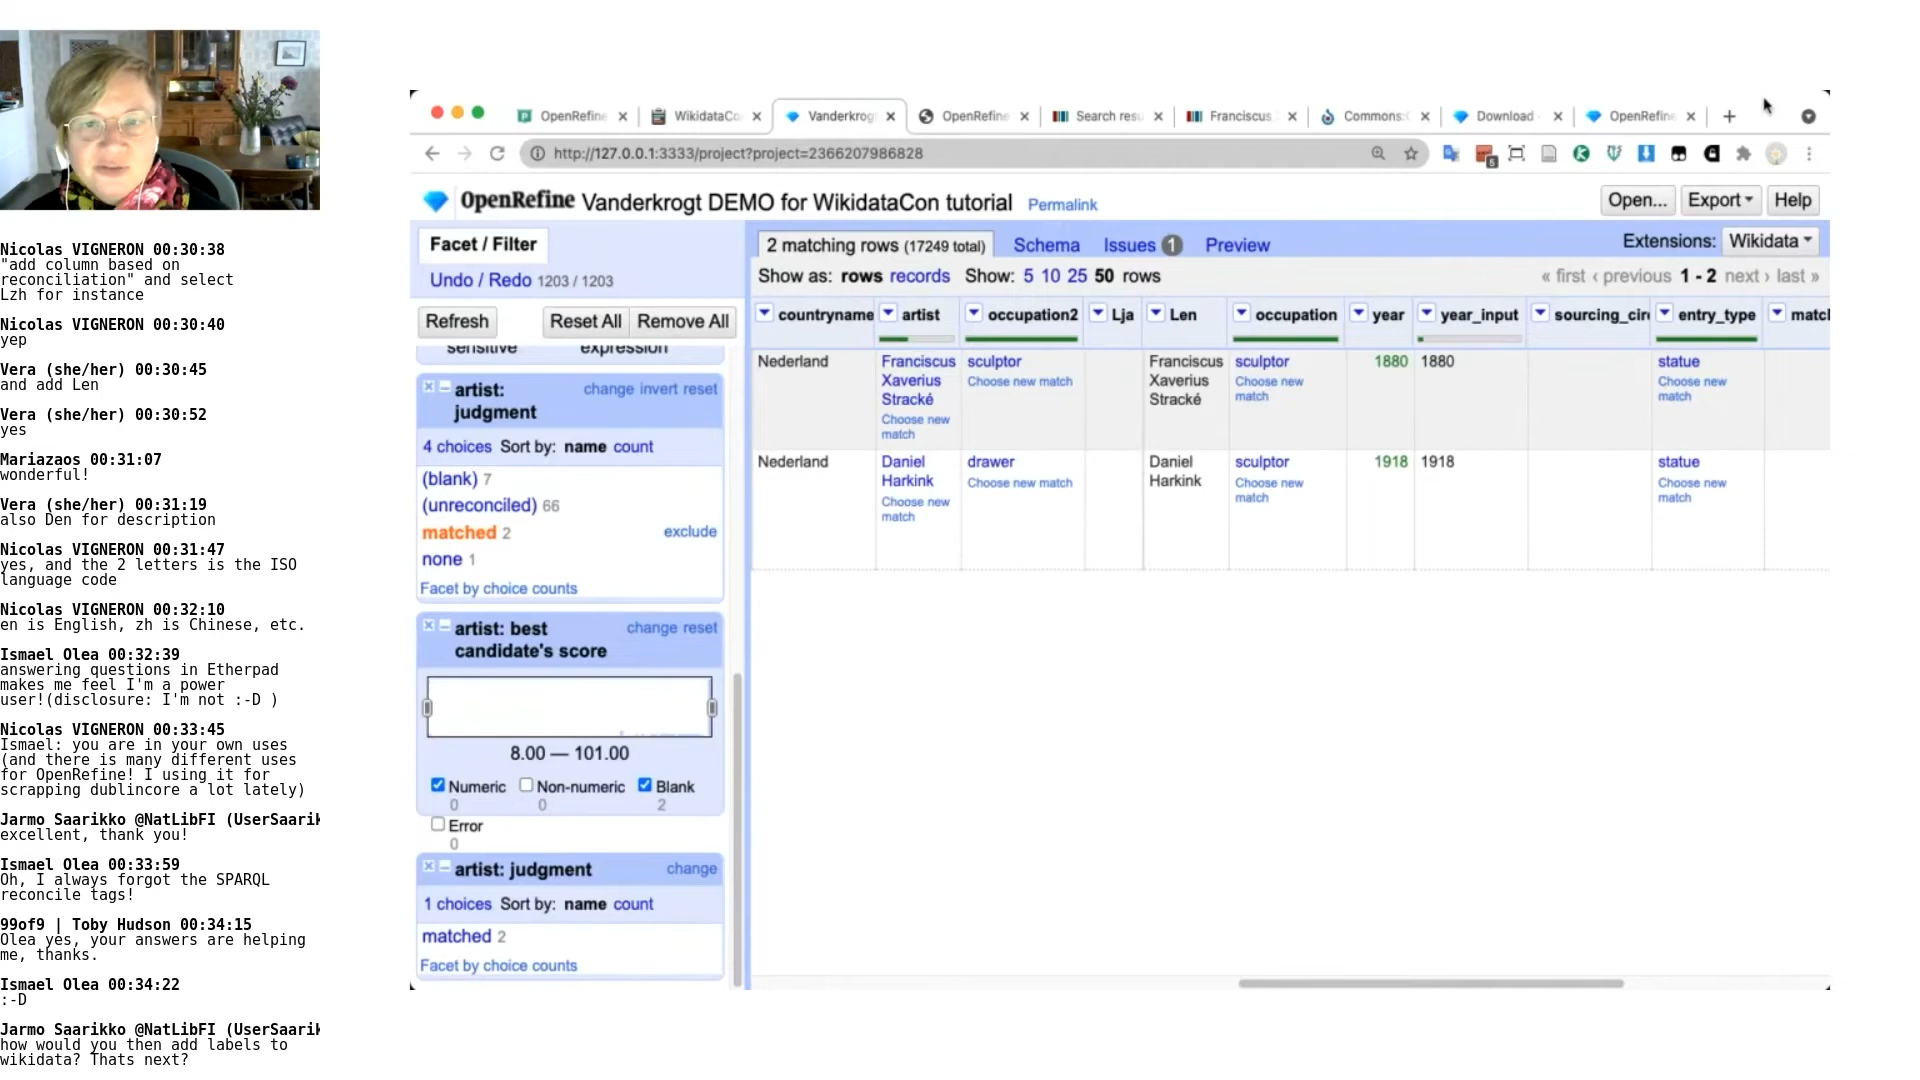 Nicolas VIGNERON 00:30:38
"add column based on
reconciliation" and select
Lzh for instance
Nicolas VIGNERON 00:30:40
yep
Vera (she/her) 00:30:45
and add Len
Vera (she/her) 00:30:52
yes
Mariazaos 00:31:07
wonderful!
Vera (she/her) 00:31:19
also Den for description
Nicolas VIGNERON 00:31:47
yes, and the 2 letters is the ISO
language code
Nicolas VIGNERON 00:32:10
en is English, zh is Chinese, etc.
Ismael Olea 00:32:39
answering questions in Etherpad
makes me feel I'm a power
user!(disclosure: I'm not :-D )
Nicolas VIGNERON 00:33:45
Ismael: you are in your own uses
(and there is many different uses
for OpenRefine! I using it for
scrapping dublincore a lot lately)
Jarmo Saarikko @NatLibFI (UserSaarik
excellent, thank you!
Ismael Olea 00:33:59
Oh, I always forgot the SPARQL
reconcile tags!
99of9 | Toby Hudson 00:34:15
Olea yes, your answers are helping
me, thanks.
Ismael Olea 00:34:22
:-D
Jarmo Saarikko @NatLibFI (UserSaarik
how would you then add labels to
wikidata? Thats next?
OpenRefine WikidataCo Vanderkrog OpenRefine Search resu Franciscus Commons: Download OpenRefine
http://127.0.0.1:3333/project?project=2366207986828
5
OpenRefine Vanderkrogt DEMO for WikidataCon tutorial Permalink
Open... Export Help
Facet / Filter
Undo / Redo 1203 / 1203
Refresh Reset All Remove All
sensitive expression
artist: judgment
change invert reset
4 choices Sort by: name count
(blank) 7
(unreconciled) 66
matched 2 exclude
none 1
Facet by choice counts
artist: best candidate's score
change reset
8.00 — 101.00
Numeric Non-numeric Blank
0 0 2
Error
0
artist: judgment change
1 choices Sort by: name count
matched 2
Facet by choice counts
2 matching rows (17249 total) Schema Issues 1 Preview
Extensions: Wikidata
Show as: rows records Show: 5 10 25 50 rows
« first ‹ previous 1 - 2 next › last »
countryname artist occupation2 Lja Len occupation year year_input sourcing_cir entry_type match
Nederland Franciscus Xaverius Stracké Choose new match sculptor Choose new match Franciscus Xaverius Stracké sculptor Choose new match 1880 1880 statue Choose new match
Nederland Daniel Harkink Choose new match drawer Choose new match Daniel Harkink sculptor Choose new match 1918 1918 statue Choose new match